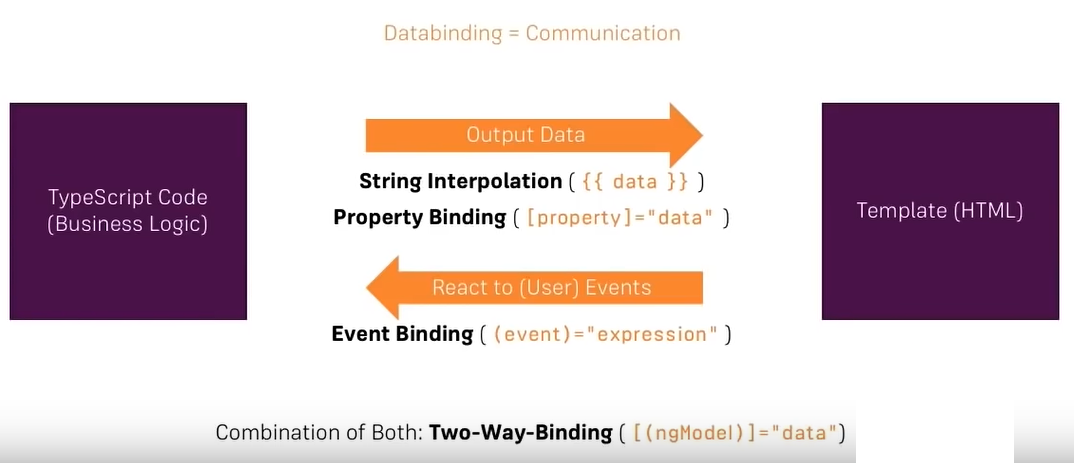 Databinding = Communication
TypeScript Code
(Business Logic)
Output Data
String Interpolation ( {{ data }} )
Property Binding ( [property]="data" )
React to (User) Events
Event Binding ( (event)="expression" )
Template (HTML)
Combination of Both: Two-Way-Binding ( [(ngModel)]="data")